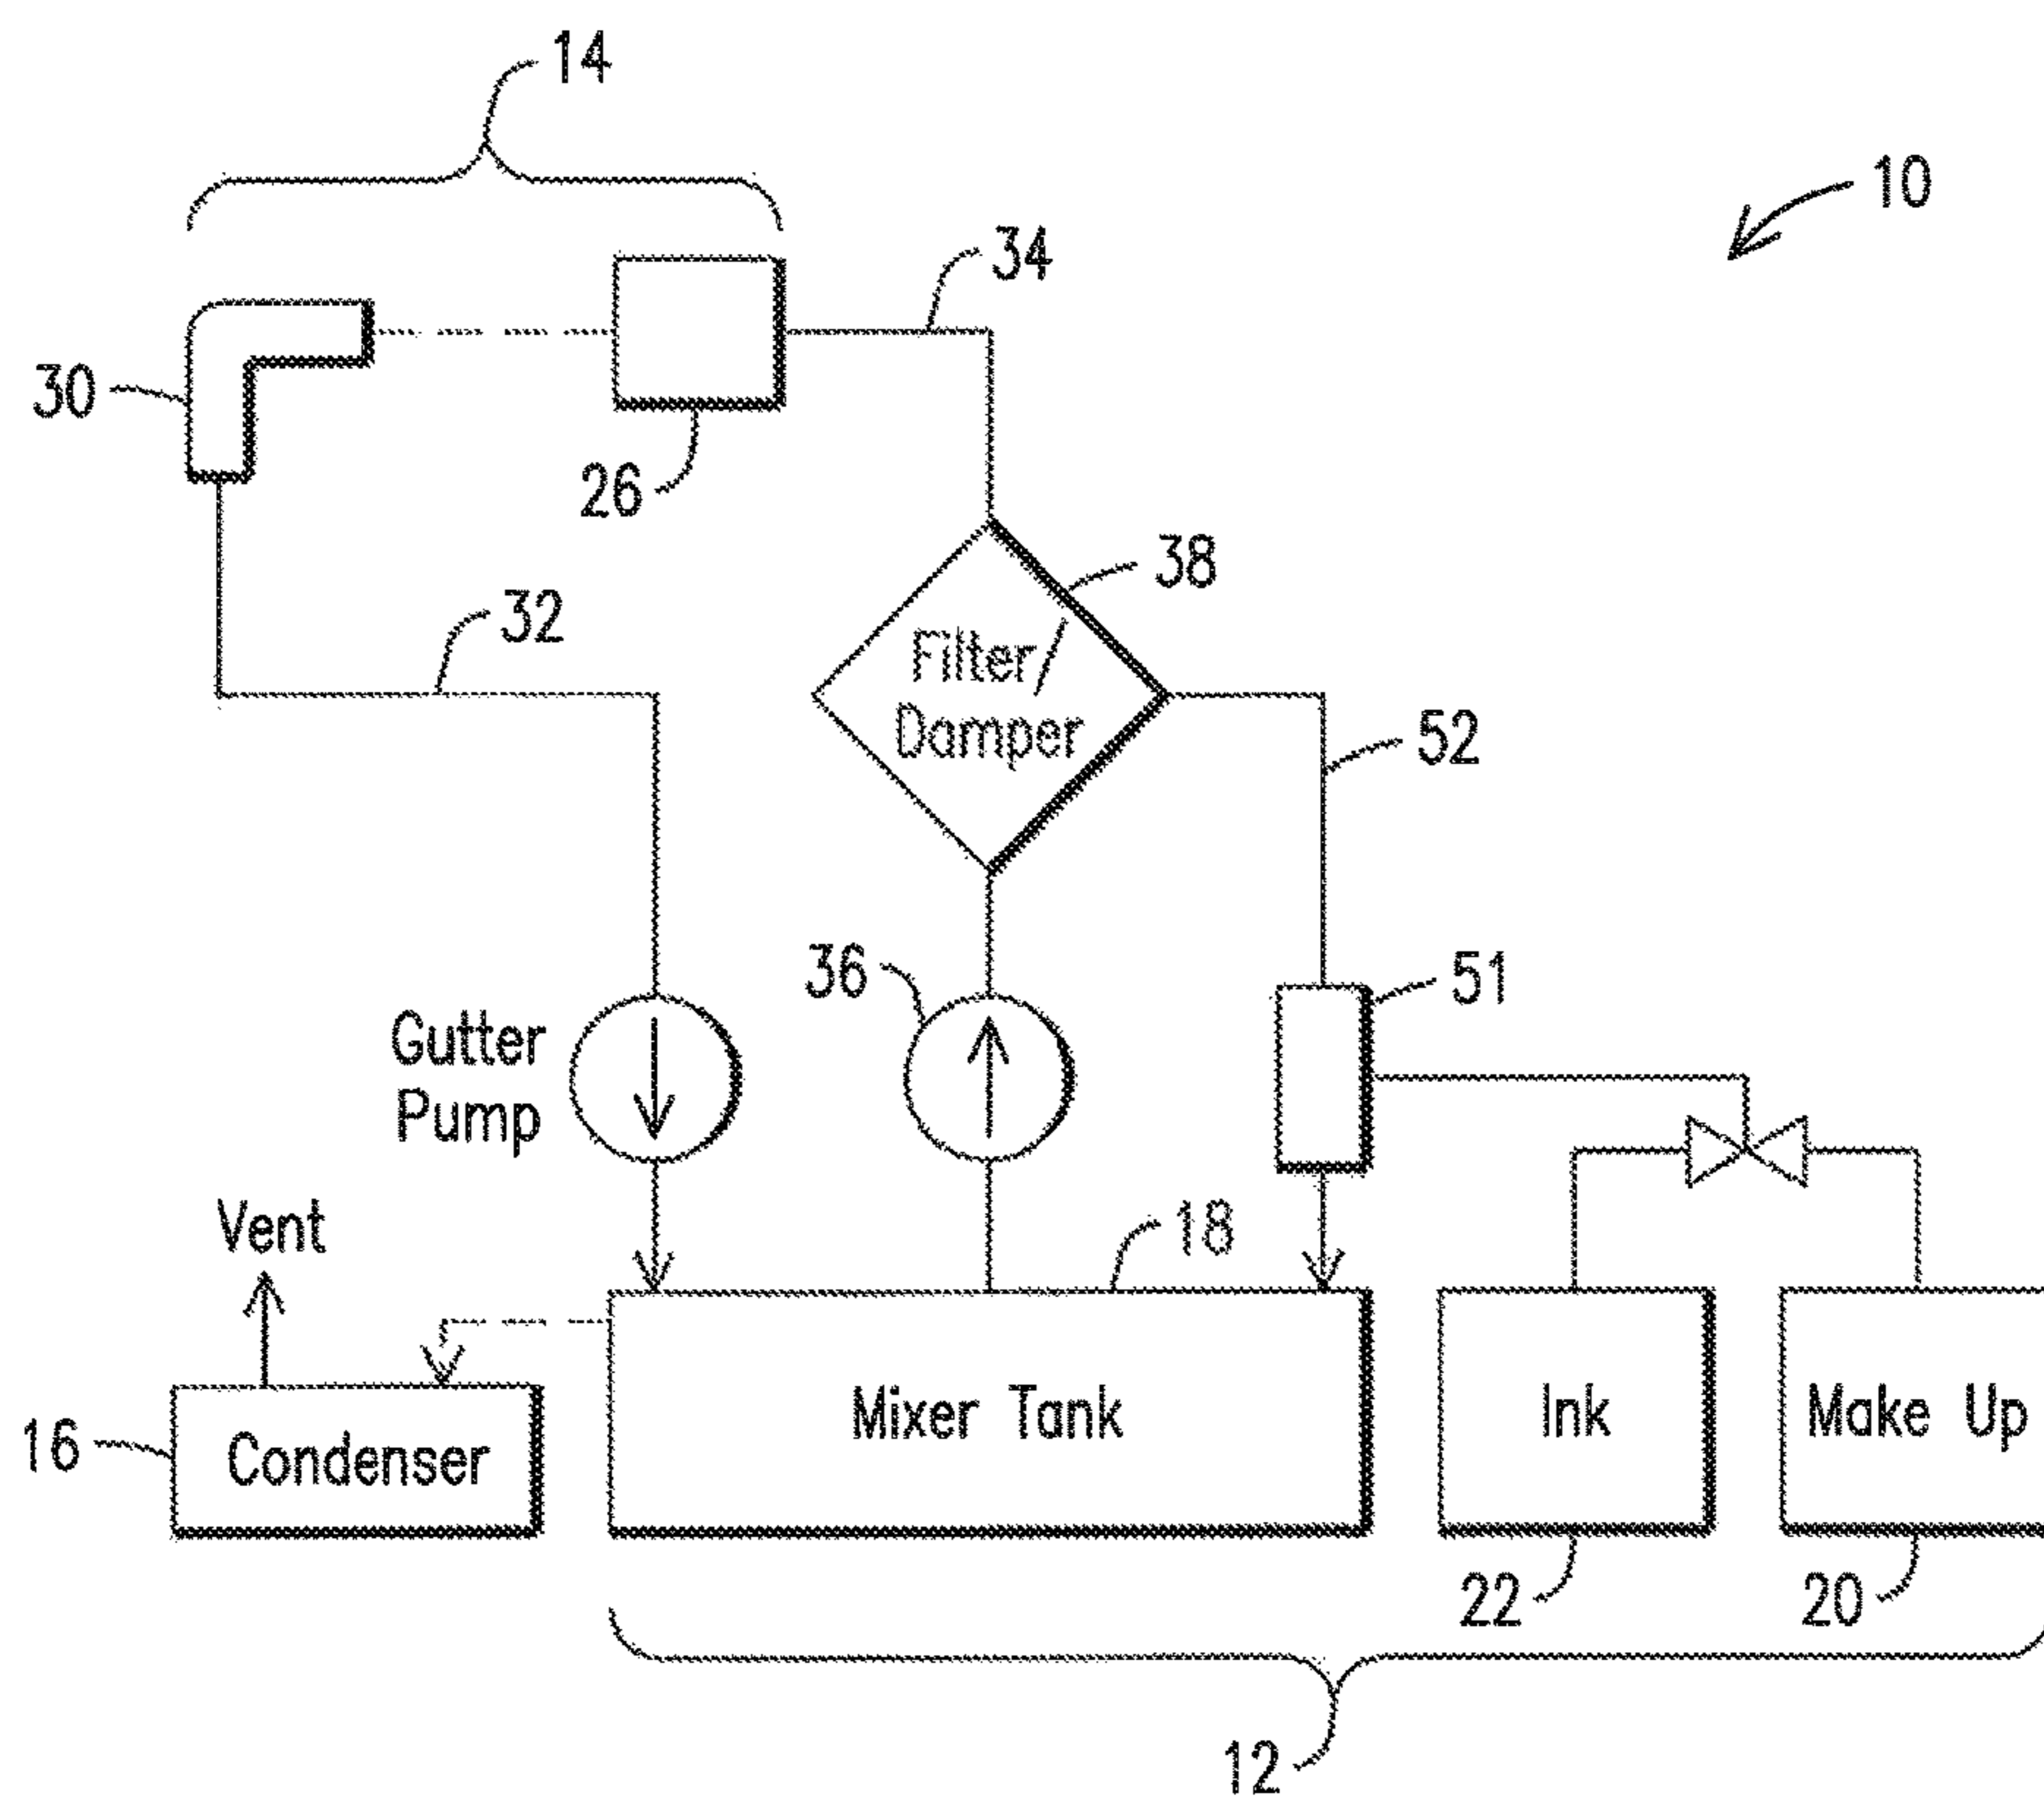 14
10
34
30
26
38
32
Filter/
Damper
52
36
51
Gutter
Pump
18
Vent
Mixer Tank
Ink
Make Up
16
Condenser
22
20
12